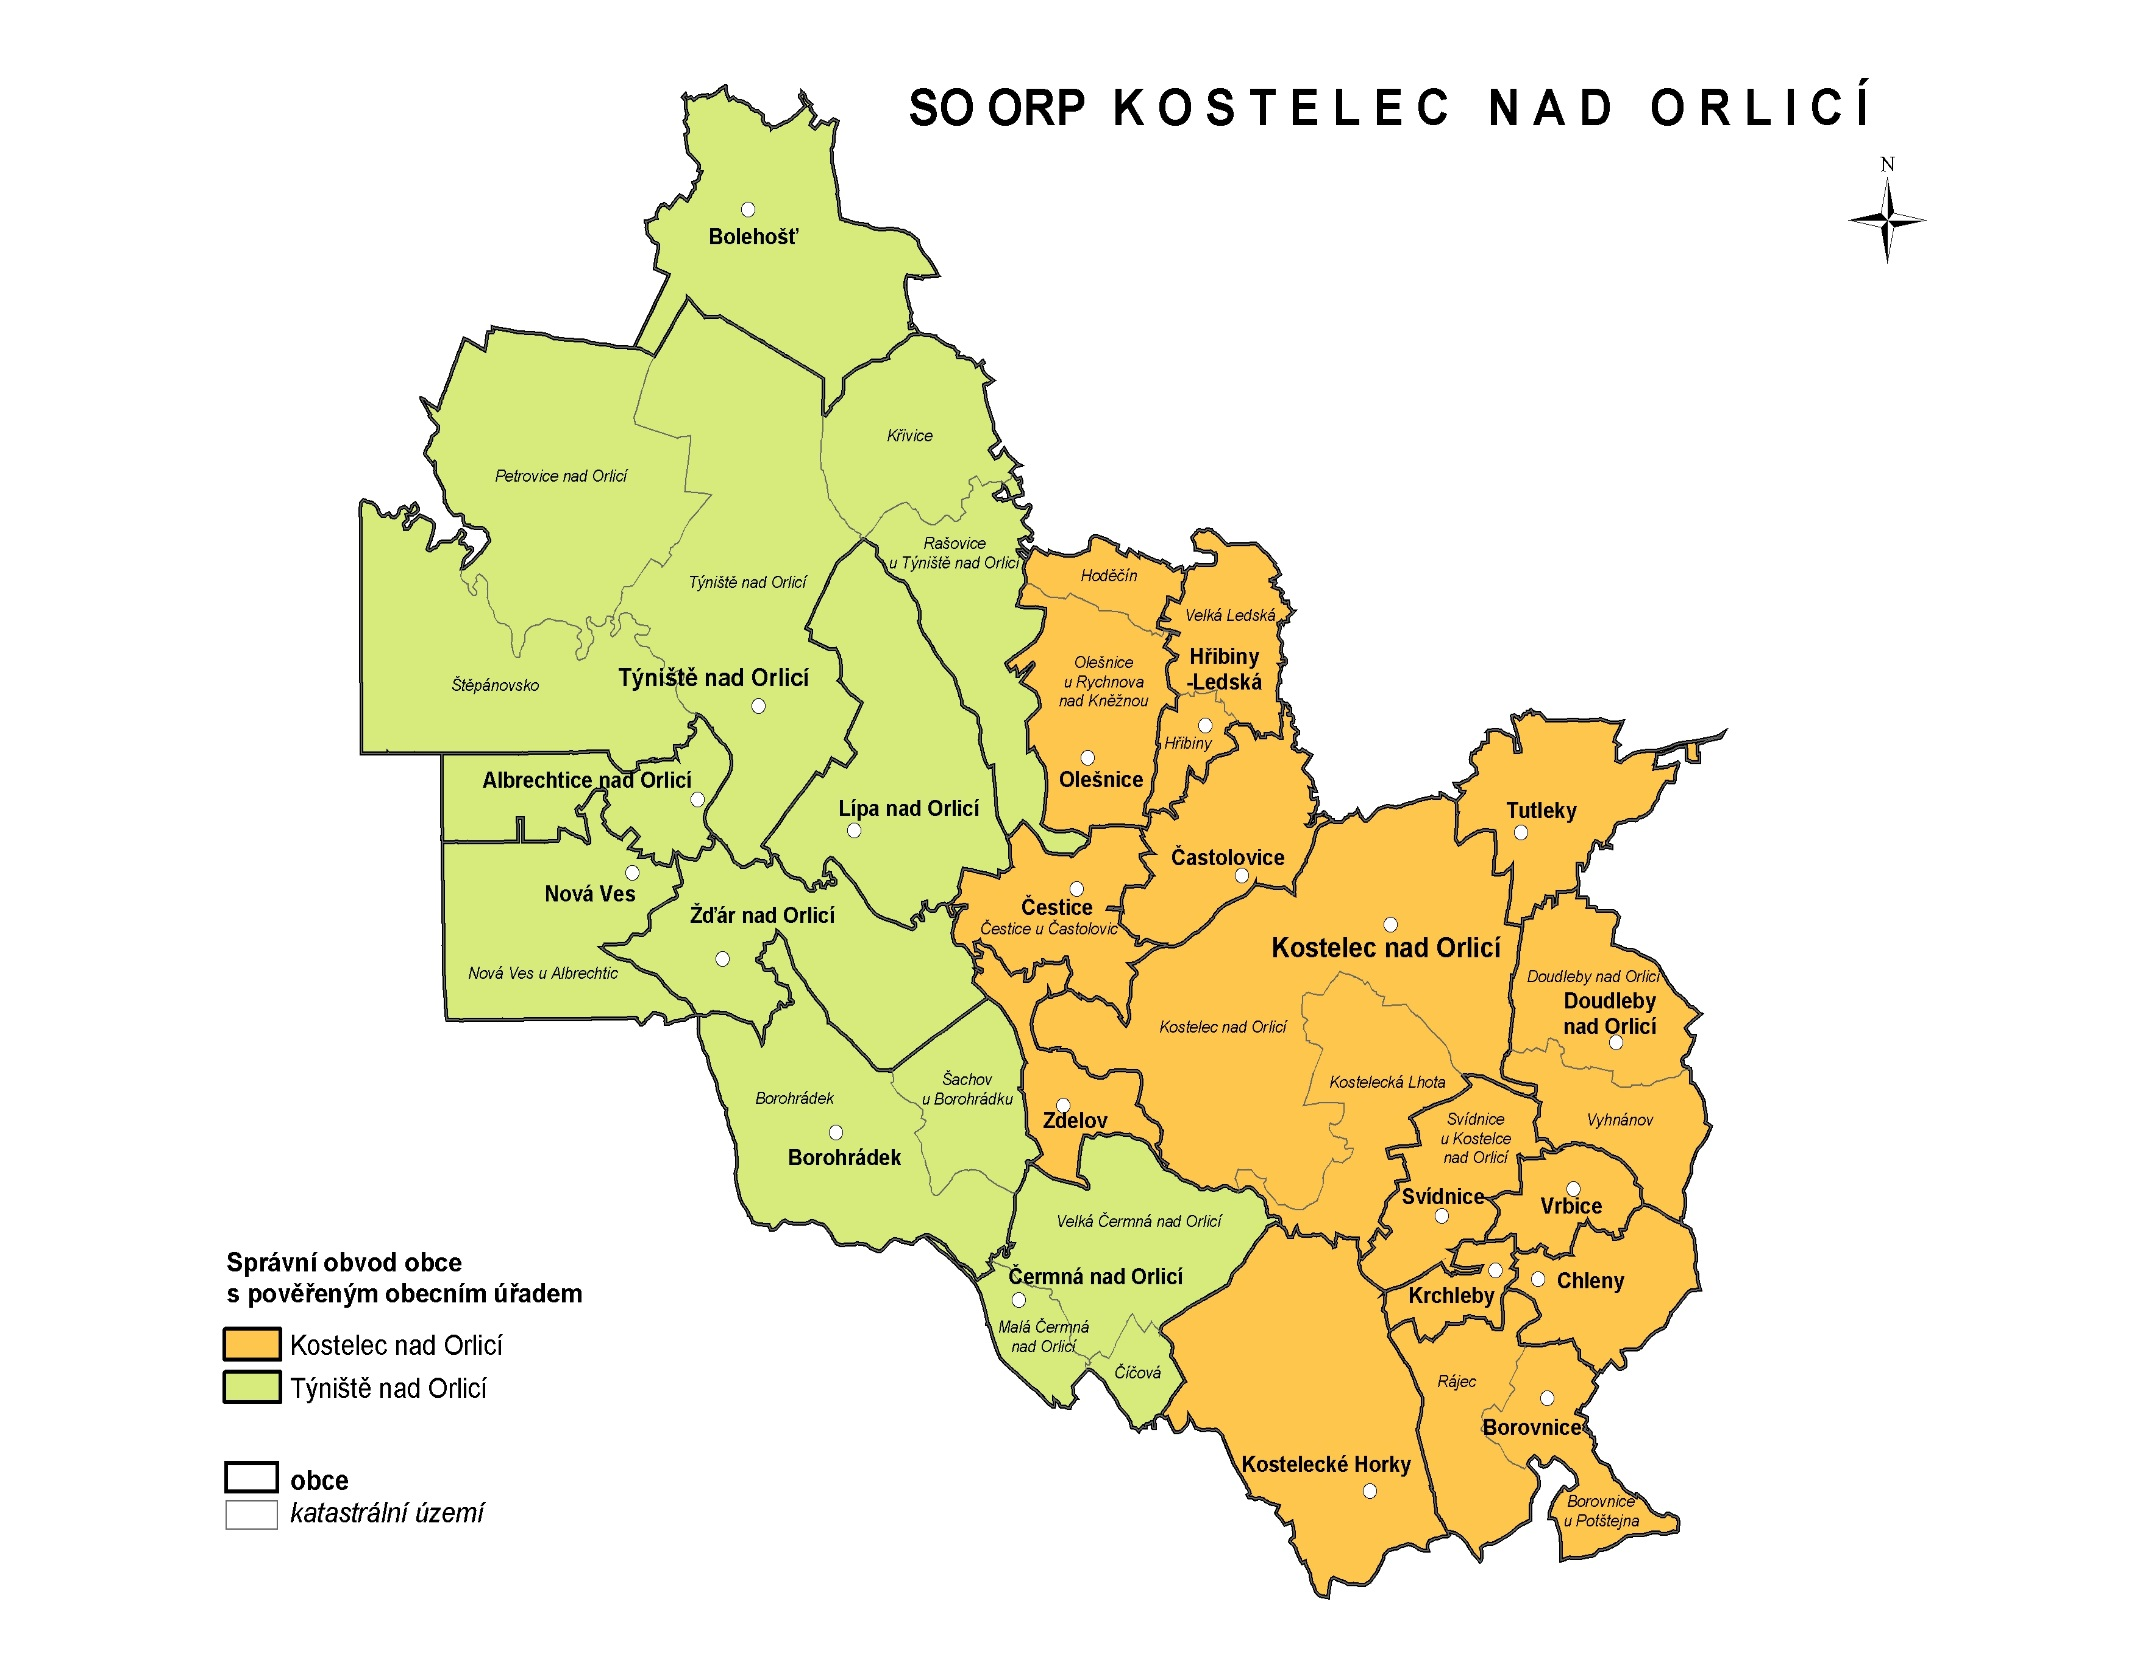 SO ORP KOSTELEC NAD ORLICÍ
N
Bolehošť
Křivice
Petrovice nad Orlicí
Rašovice
u Týniště nad Orlicí
Týniště nad Orlicí
Hoděčín
Velká Ledská
Hřibiny
-Ledská
Olešnice
u Rychnova
nad Kněžnou
Štěpánovsko
Týniště nad Orlicí
Hřibiny
Olešnice
Albrechtice nad Orlicí
Lípa nad Orlicí
Tutleky
Častolovice
Nová Ves
Žďár nad Orlicí
Čestice
Čestice u Častolovic
Kostelec nad Orlicí
Nová Ves u Albrechtic
Doudleby nad Orlicí
Doudleby
nad Orlicí
Kostelec nad Orlicí
Šachov
u Borohrádku
Kostelecká Lhota
Borohrádek
Zdelov
Svídnice
u Kostelce
nad Orlicí
Vyhnánov
Borohrádek
Svídnice
Vrbice
Velká Čermná nad Orlicí
Čermná nad Orlicí
Krchleby
Chleny
Malá Čermná
nad Orlicí
Číčová
Rájec
Borovnice
Kostelecké Horky
Borovnice
u Potštejna
Správní obvod obce
s pověřeným obecním úřadem
Kostelec nad Orlicí
Týniště nad Orlicí
obce
katastrální území